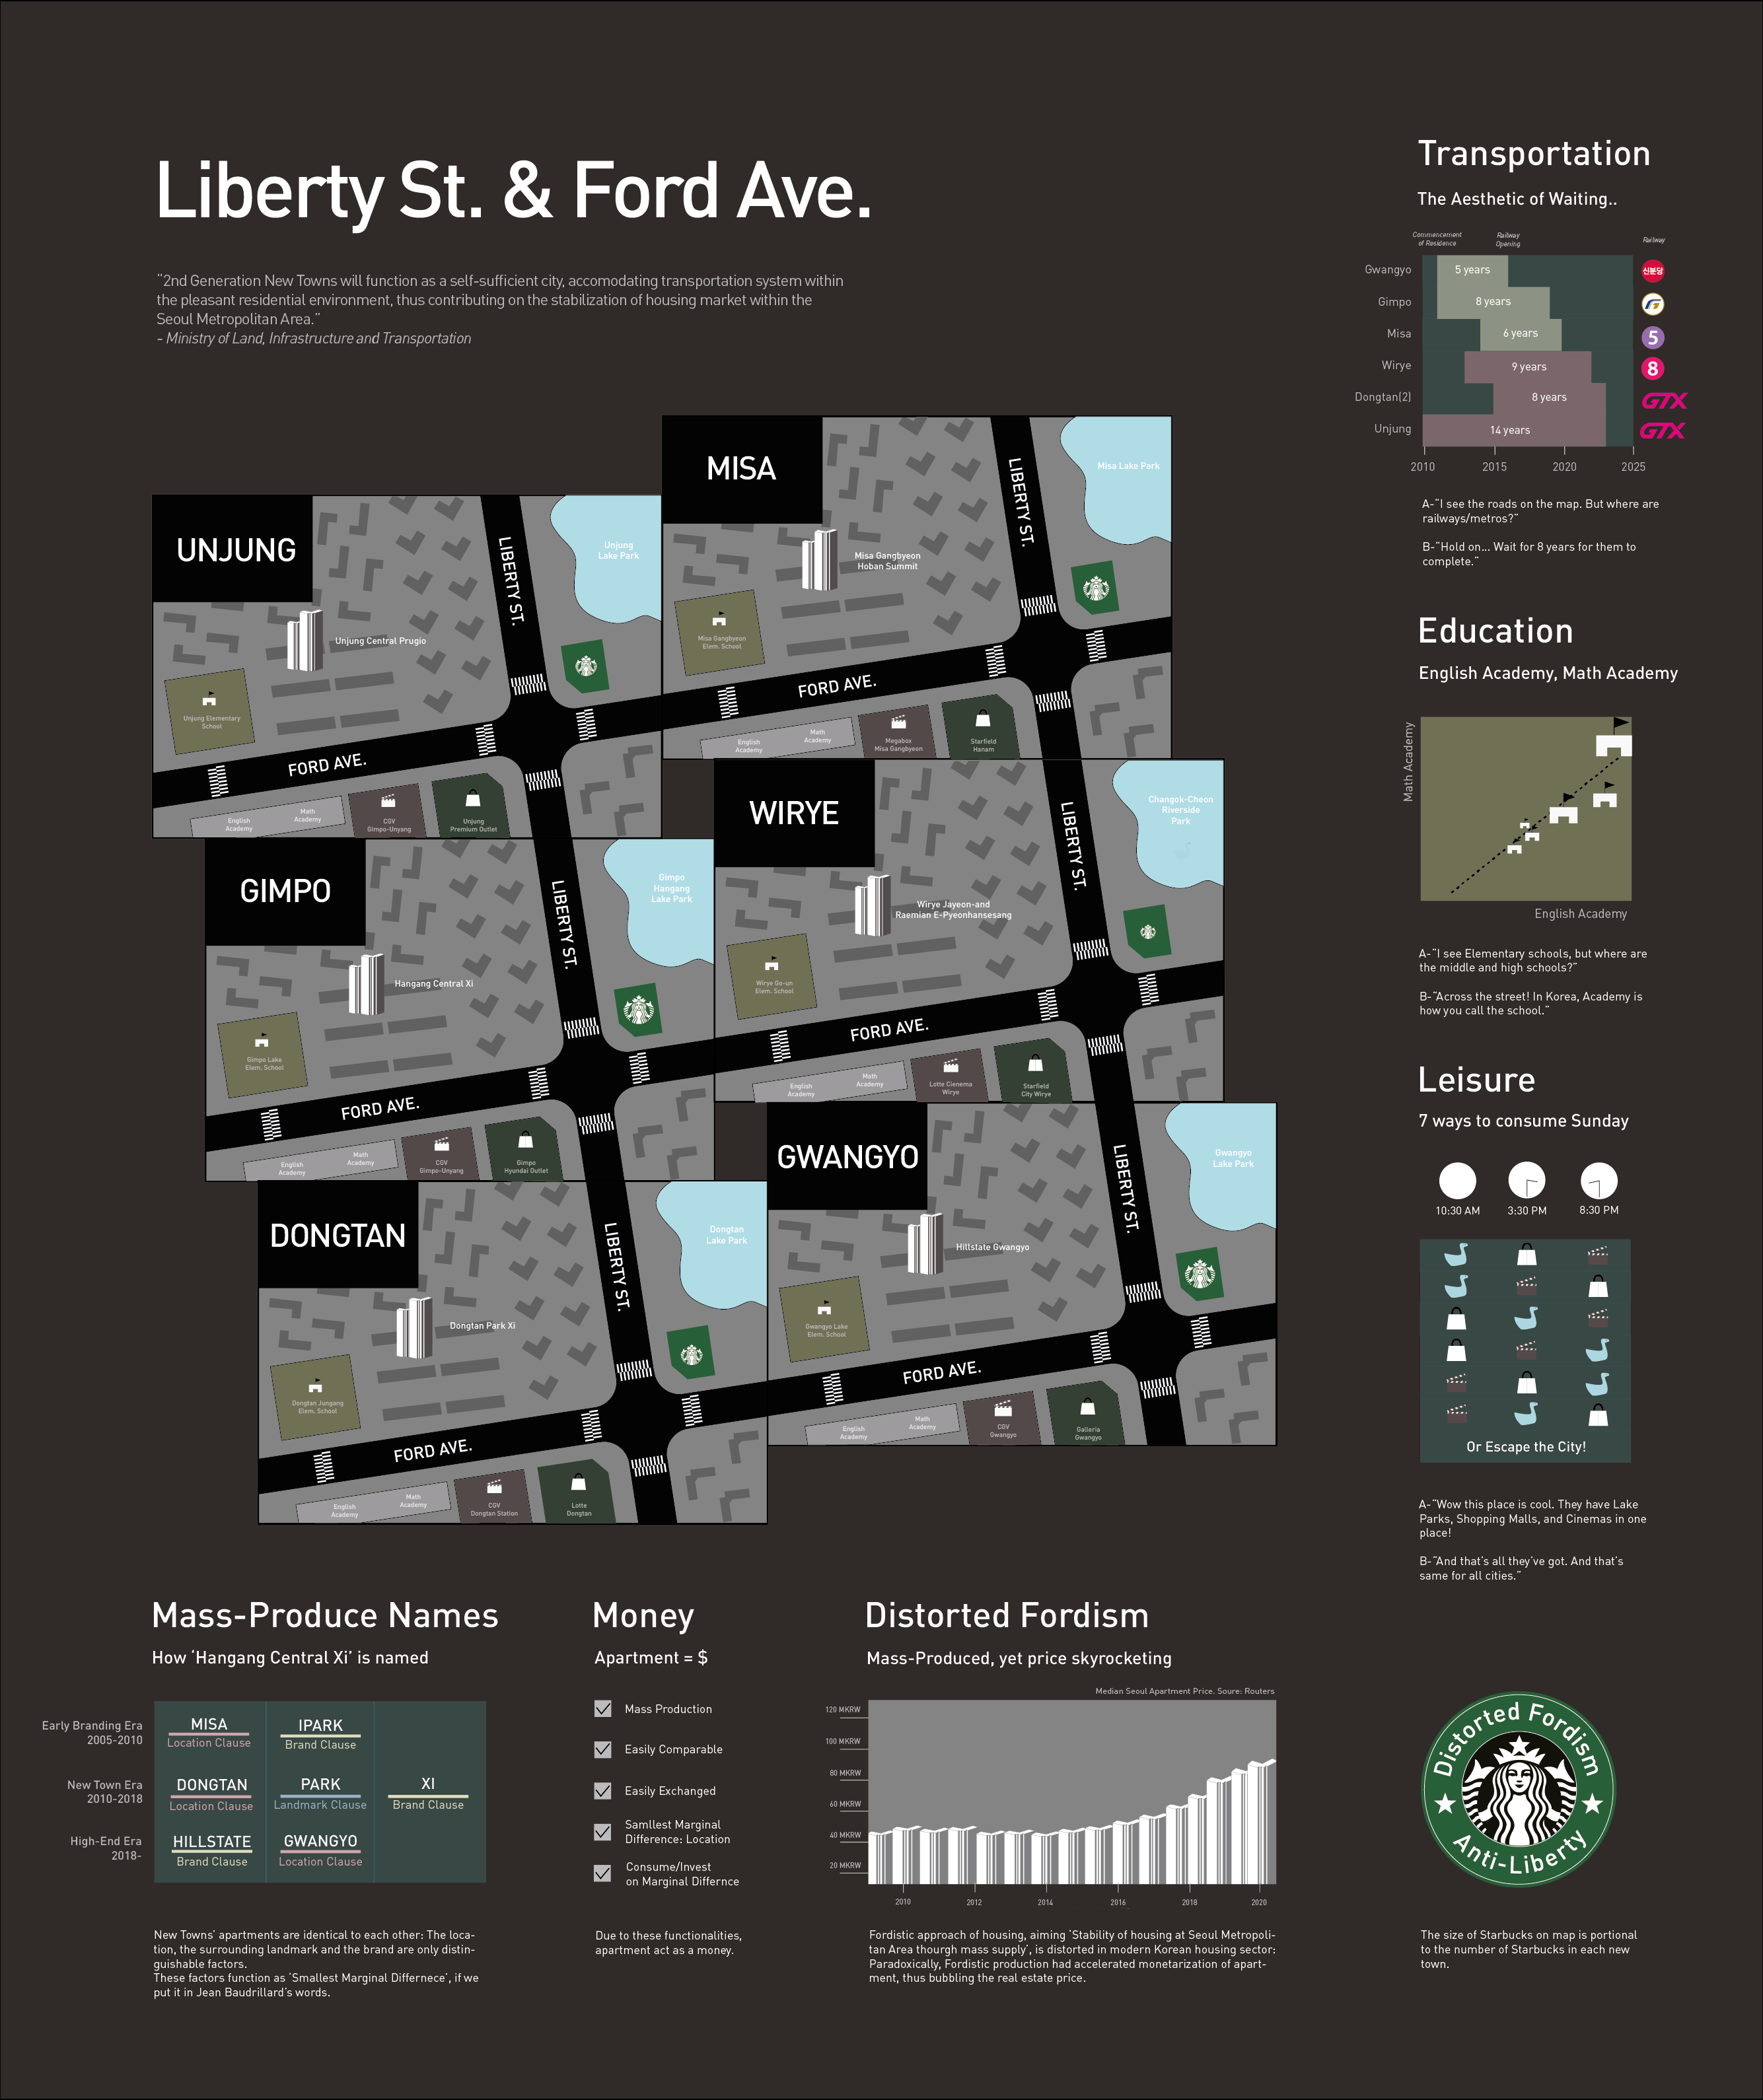 Liberty St. & Ford Ave.
“2nd Generation New Towns will function as a self-sufficient city, accomodating transportation system within
the pleasant residential environment, thus contributing on the stabilization of housing market within the
Seoul Metropolitan Area.”
- Ministry of Land, Infrastructure and Transportation
MISA
LIBERTY ST.
Misa Lake Park
Misa Gangbyeon
Hoban Summit
Misa Gangbyeon
Elem. School
FORD AVE.
English
Academy
Math
Academy
Megabox
Misa Gangbyeon
Starfield
Hanam
UNJUNG
LIBERTY ST.
Unjung
Lake Park
Unjung Central Prugio
Unjung Elementary
School
FORD AVE.
English
Academy
Math
Academy
CGV
Gimpo-Unyang
Unjung
Premium Outlet
WIRYE
LIBERTY ST.
Changok-Cheon
Riverside
Park
Wirye Jayeon-and
Raemian E-Pyeonhansesang
Wirye Go-un
Elem. School
FORD AVE.
English
Academy
Math
Academy
Lotte Cienema
Wirye
Starfield
City Wirye
GIMPO
LIBERTY ST.
Gimpo
Hangang
Lake Park
Hangang Central Xi
Gimpo Lake
Elem. School
FORD AVE.
English
Academy
Math
Academy
CGV
Gimpo-Unyang
Gimpo
Hyundai Outlet
GWANGYO
LIBERTY ST.
Gwangyo
Lake Park
Hillstate Gwangyo
Gwangyo Lake
Elem. School
FORD AVE.
English
Academy
Math
Academy
CGV
Gwangyo
Galleria
Gwangyo
DONGTAN
LIBERTY ST.
Dongtan
Lake Park
Dongtan Park Xi
Dongtan Jungang
Elem. School
FORD AVE.
English
Academy
Math
Academy
CGV
Dongtan Station
Lotte
Dongtan
Transportation
The Aesthetic of Waiting..
Commencement
of Residence
Railway
Opening
Railway
Gwangyo 5 years 신분당
Gimpo 8 years
Misa 6 years 5
Wirye 9 years 8
Dongtan(2) 8 years GTX
Unjung 14 years GTX
2010 2015 2020 2025
A-“I see the roads on the map. But where are
railways/metros?”
B-“Hold on... Wait for 8 years for them to
complete.”
Education
English Academy, Math Academy
Math Academy
English Academy
A-“I see Elementary schools, but where are
the middle and high schools?”
B-“Across the street! In Korea, Academy is
how you call the school.”
Leisure
7 ways to consume Sunday
10:30 AM 3:30 PM 8:30 PM
Or Escape the City!
A-“Wow this place is cool. They have Lake
Parks, Shopping Malls, and Cinemas in one
place!
B-“And that’s all they’ve got. And that’s
same for all cities.”
Mass-Produce Names
How ‘Hangang Central Xi’ is named
Early Branding Era
2005-2010
MISA
Location Clause
IPARK
Brand Clause
New Town Era
2010-2018
DONGTAN
Location Clause
PARK
Landmark Clause
XI
Brand Clause
High-End Era
2018-
HILLSTATE
Brand Clause
GWANGYO
Location Clause
New Towns’ apartments are identical to each other: The loca-
tion, the surrounding landmark and the brand are only distin-
guishable factors.
These factors function as ‘Smallest Marginal Differnece’, if we
put it in Jean Baudrillard’s words.
Money
Apartment = $
Mass Production
Easily Comparable
Easily Exchanged
Samllest Marginal
Difference: Location
Consume/Invest
on Marginal Differnce
Due to these functionalities,
apartment act as a money.
Distorted Fordism
Mass-Produced, yet price skyrocketing
Median Seoul Apartment Price. Soure: Routers
120 MKRW
100 MKRW
80 MKRW
60 MKRW
40 MKRW
20 MKRW
2010 2012 2014 2016 2018 2020
Fordistic approach of housing, aiming ‘Stability of housing at Seoul Metropoli-
tan Area thourgh mass supply’, is distorted in modern Korean housing sector:
Paradoxically, Fordistic production had accelerated monetarization of apart-
ment, thus bubbling the real estate price.
Distorted Fordism
Anti-Liberty
The size of Starbucks on map is portional
to the number of Starbucks in each new
town.